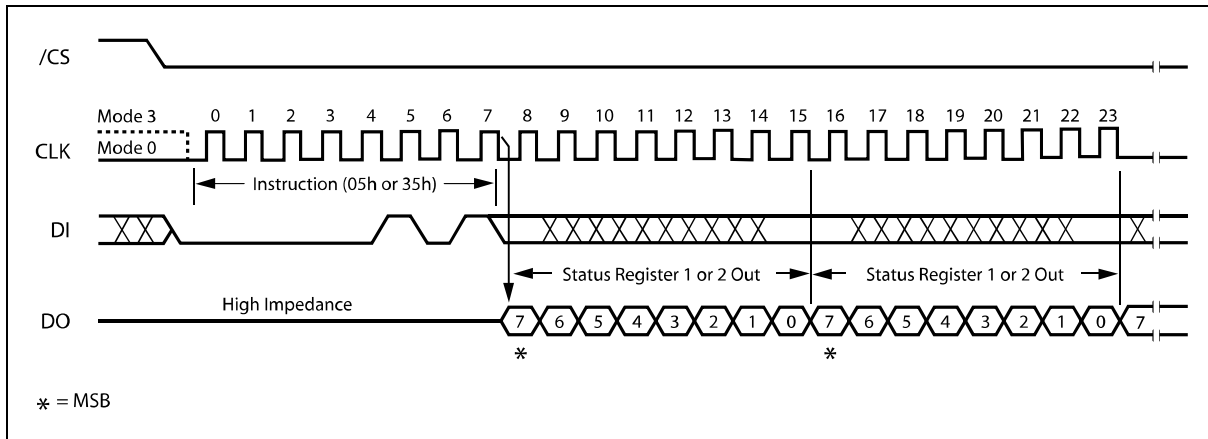 /CS
Mode 3
0 1 2 3 4 5 6 7 8 9 10 11 12 13 14 15 16 17 18 19 20 21 22 23
CLK
Mode 0
Instruction (05h or 35h)
DI
Status Register 1 or 2 Out
Status Register 1 or 2 Out
High Impedance
DO
7 6 5 4 3 2 1 0 7 6 5 4 3 2 1 0 7
* *
* = MSB